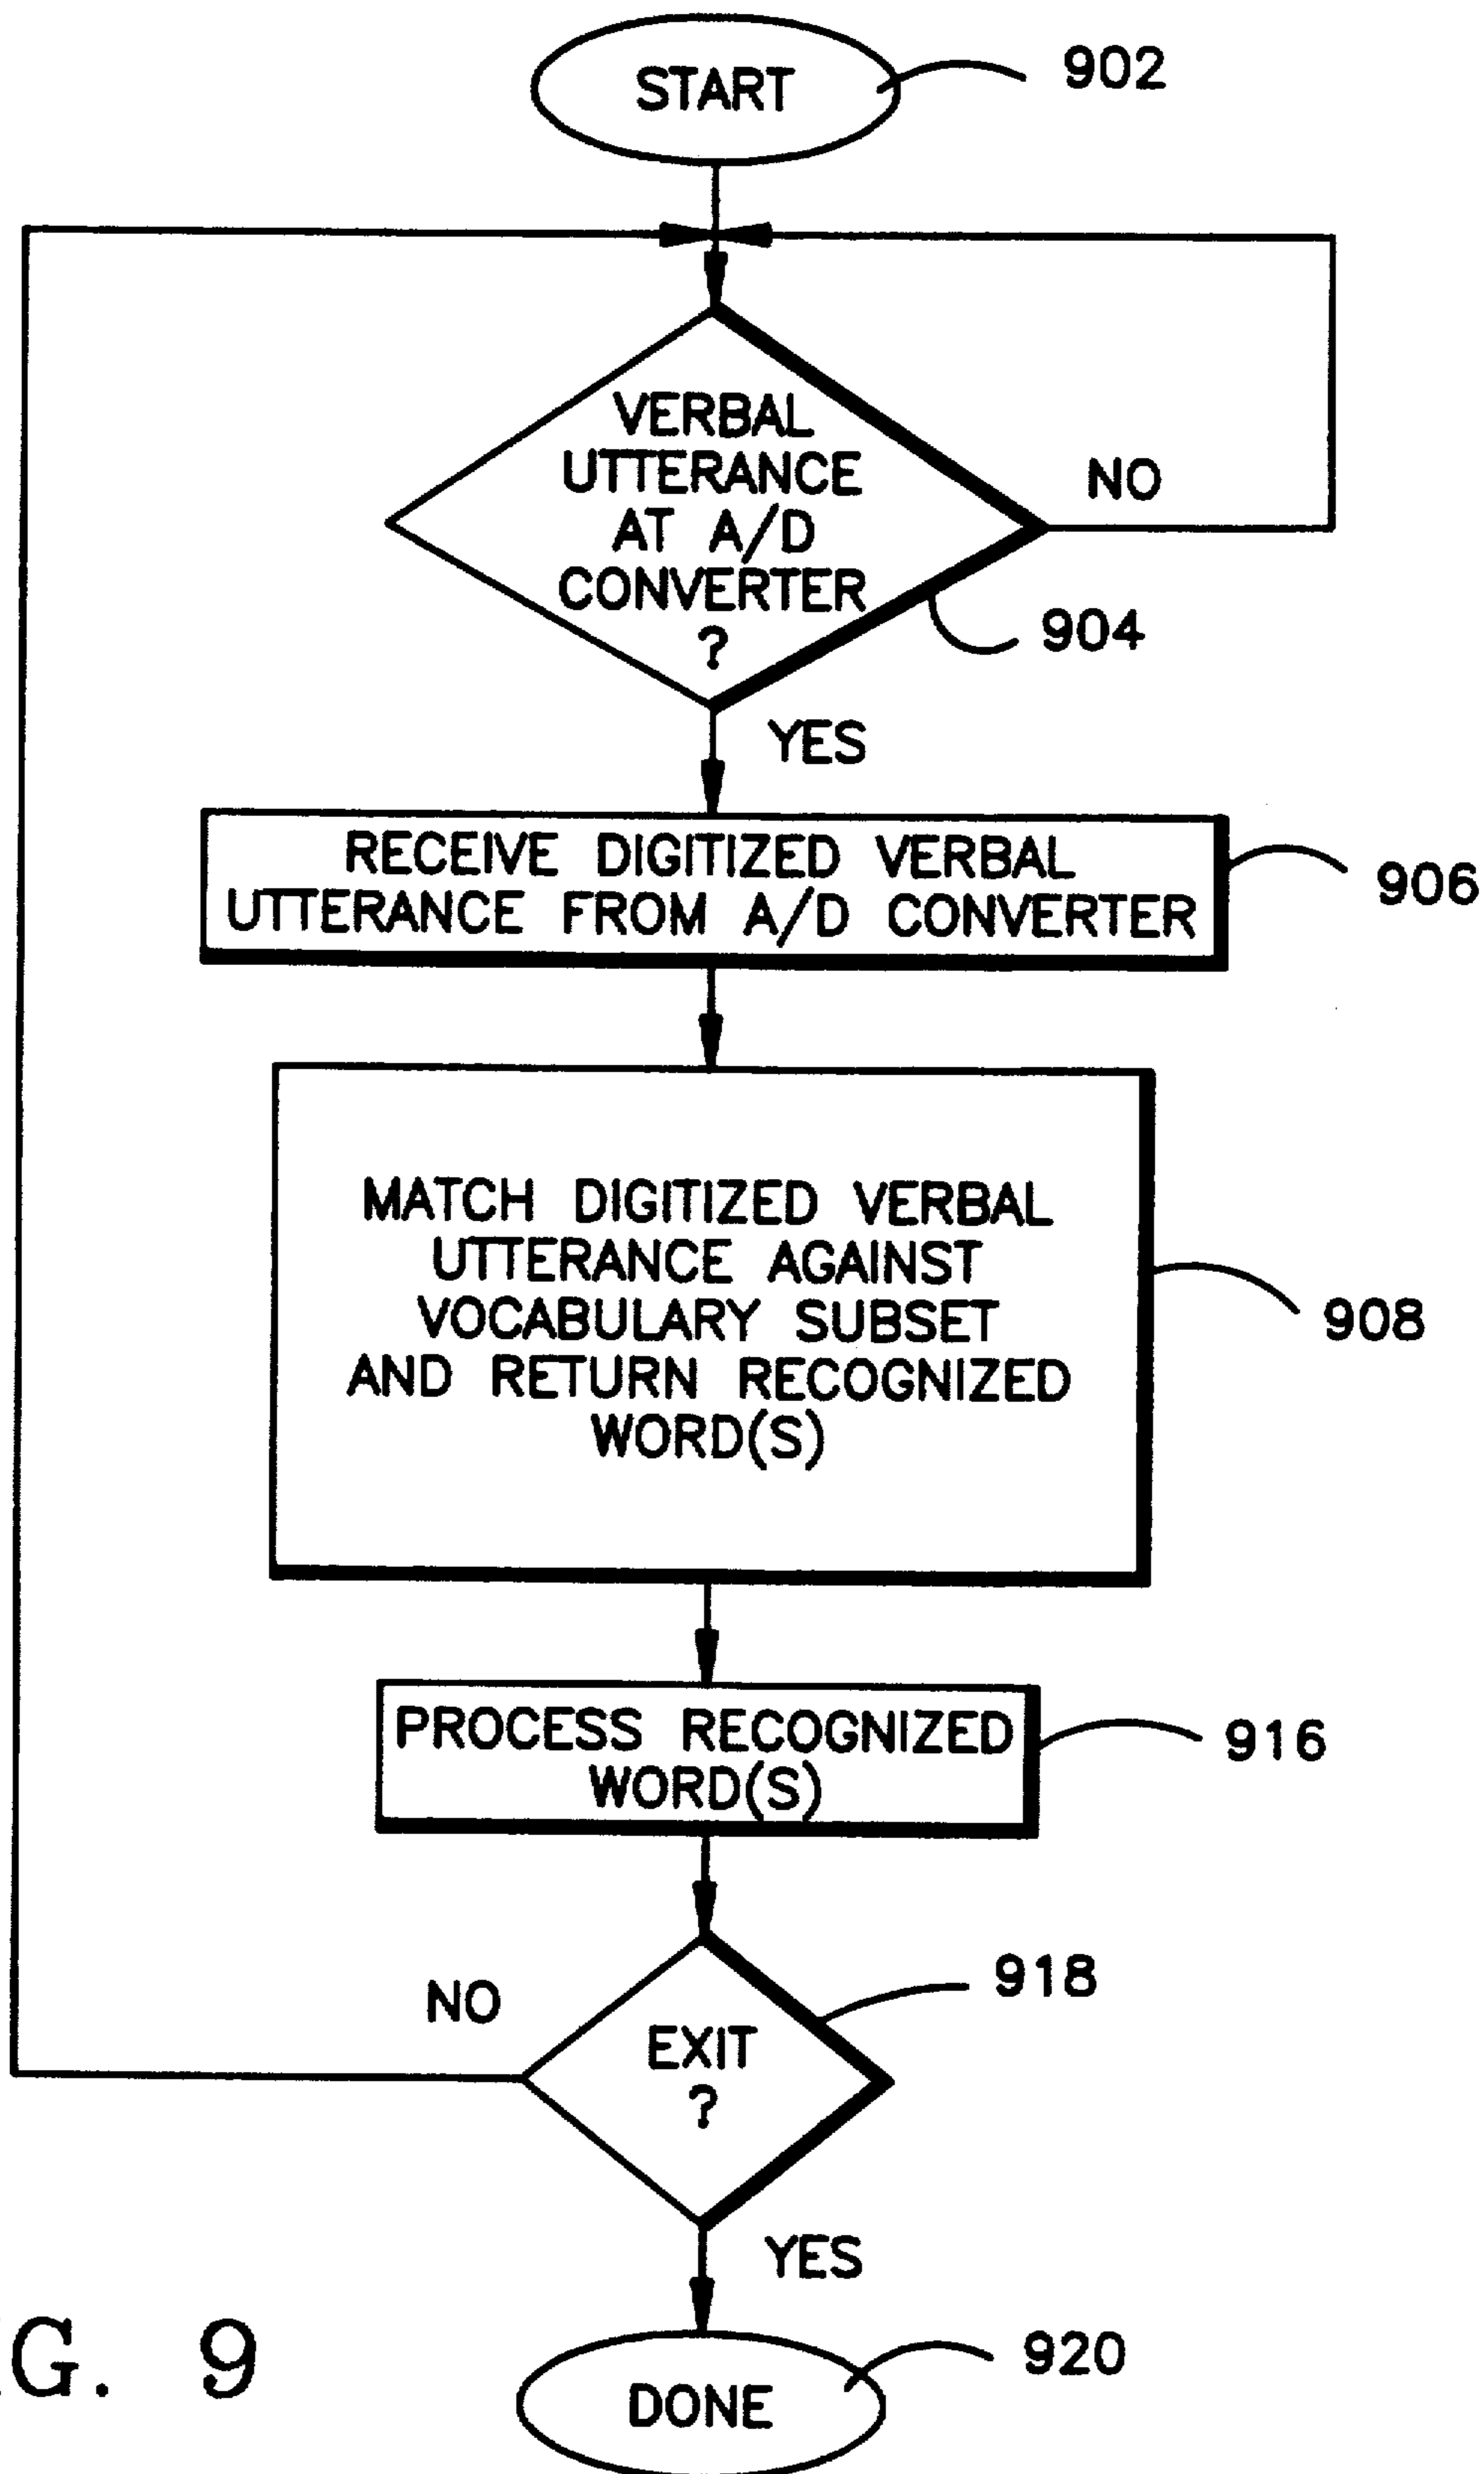 START
902
VERBAL
UTTERANCE
AT A/D
CONVERTER
?
NO
904
YES
RECEIVE DIGITIZED VERBAL
UTTERANCE FROM A/D CONVERTER
906
MATCH DIGITIZED VERBAL
UTTERANCE AGAINST
VOCABULARY SUBSET
AND RETURN RECOGNIZED
WORD(S)
908
PROCESS RECOGNIZED
WORD(S)
916
918
NO
EXIT
?
YES
920
DONE
G. 9